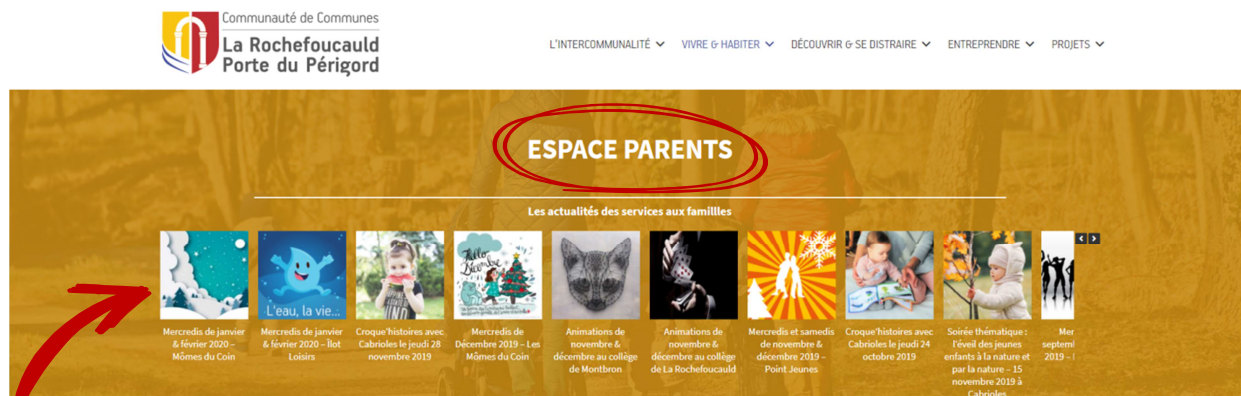 Communauté de Communes
La Rochefoucauld
Porte du Périgord
L'INTERCOMMUNALITÉ
VIVRE & HABITER
DÉCOUVRIR & SE DISTRAIRE
ENTREPRENDRE
PROJETS
ESPACE PARENTS
Les actualités des services aux famillles
L'eau, la vie...
Hello
Décembre
Mercredis de janvier
& février 2020 –
Mômes du Coin
Mercredis de janvier
& février 2020 – Îlot
Loisirs
Croque'histoires avec
Cabrioles le jeudi 28
novembre 2019
Mercredis de
Décembre 2019 – Les
Mômes du Coin
Animations de
novembre &
décembre au collège
de Montbron
Animations de
novembre &
décembre au collège
de La Rochefoucauld
Mercredis et samedis
de novembre &
décembre 2019 –
Point Jeunes
Croque'histoires avec
Cabrioles le jeudi 24
octobre 2019
Soirée thématique :
l'éveil des jeunes
enfants à la nature et
par la nature – 15
novembre 2019 à
Cabrioles
Mer
septem
2019 –